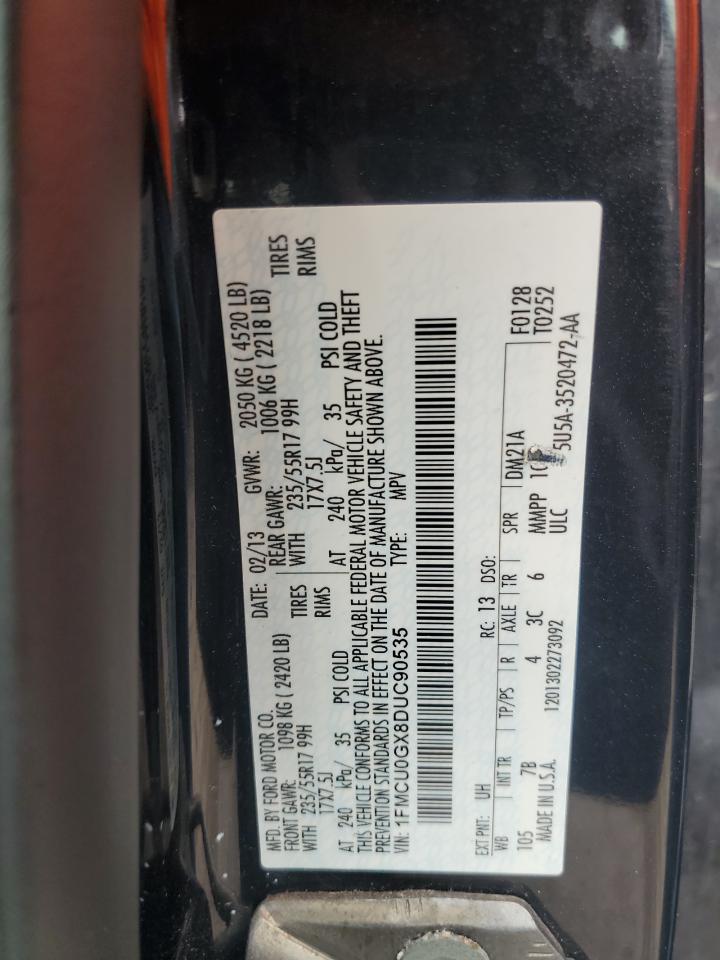 MFD. BY FORD MOTOR CO.
DATE: 02/13 GVWR: 2050 KG ( 4520 LB)
FRONT GAWR: 1098 KG ( 2420 LB)
REAR GAWR: 1006 KG ( 2218 LB)
WITH 235/55R17 99H TIRES
WITH 235/55R17 99H TIRES
17X7.5J RIMS
17X7.5J RIMS
AT 240 kPa/ 35 PSI COLD
AT 240 kPa/ 35 PSI COLD
THIS VEHICLE CONFORMS TO ALL APPLICABLE FEDERAL MOTOR VEHICLE SAFETY AND THEFT
PREVENTION STANDARDS IN EFFECT ON THE DATE OF MANUFACTURE SHOWN ABOVE.
VIN: 1FMCU0GX8DUC90535 TYPE: MPV
EXT PNT: UH RC: 13 DSO:
WB INT TR TP/PS R AXLE TR SPR DM21A F0128
105 7B 4 3C 6 MMPP T0252
MADE IN U.S.A. 1201302273092 ULC 5U5A-3520472-AA